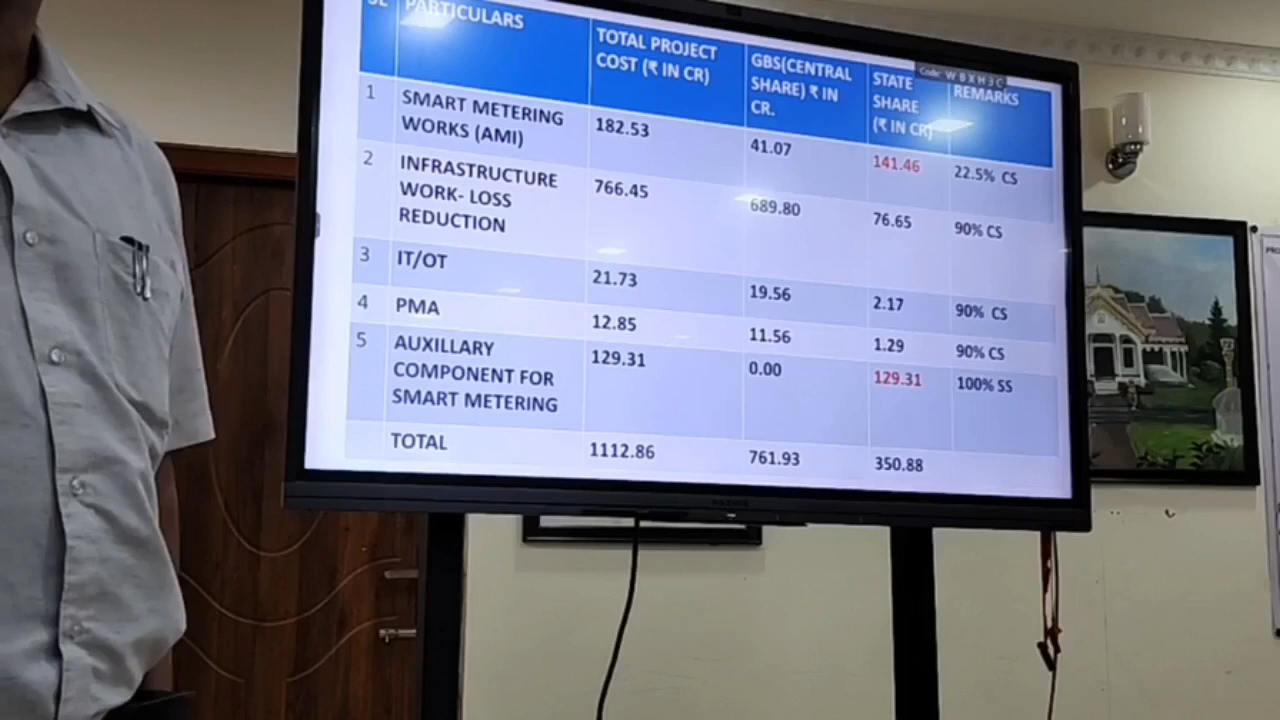 SL PARTICULARS TOTAL PROJECT COST (₹ IN CR) GBS(CENTRAL SHARE) ₹ IN CR. STATE SHARE (₹ IN CR) REMARKS
Code: W B X H 3 C
1 SMART METERING WORKS (AMI) 182.53 41.07 141.46 22.5% CS
2 INFRASTRUCTURE WORK- LOSS REDUCTION 766.45 689.80 76.65 90% CS
3 IT/OT 21.73 19.56 2.17 90% CS
4 PMA 12.85 11.56 1.29 90% CS
5 AUXILLARY COMPONENT FOR SMART METERING 129.31 0.00 129.31 100% SS
TOTAL 1112.86 761.93 350.88